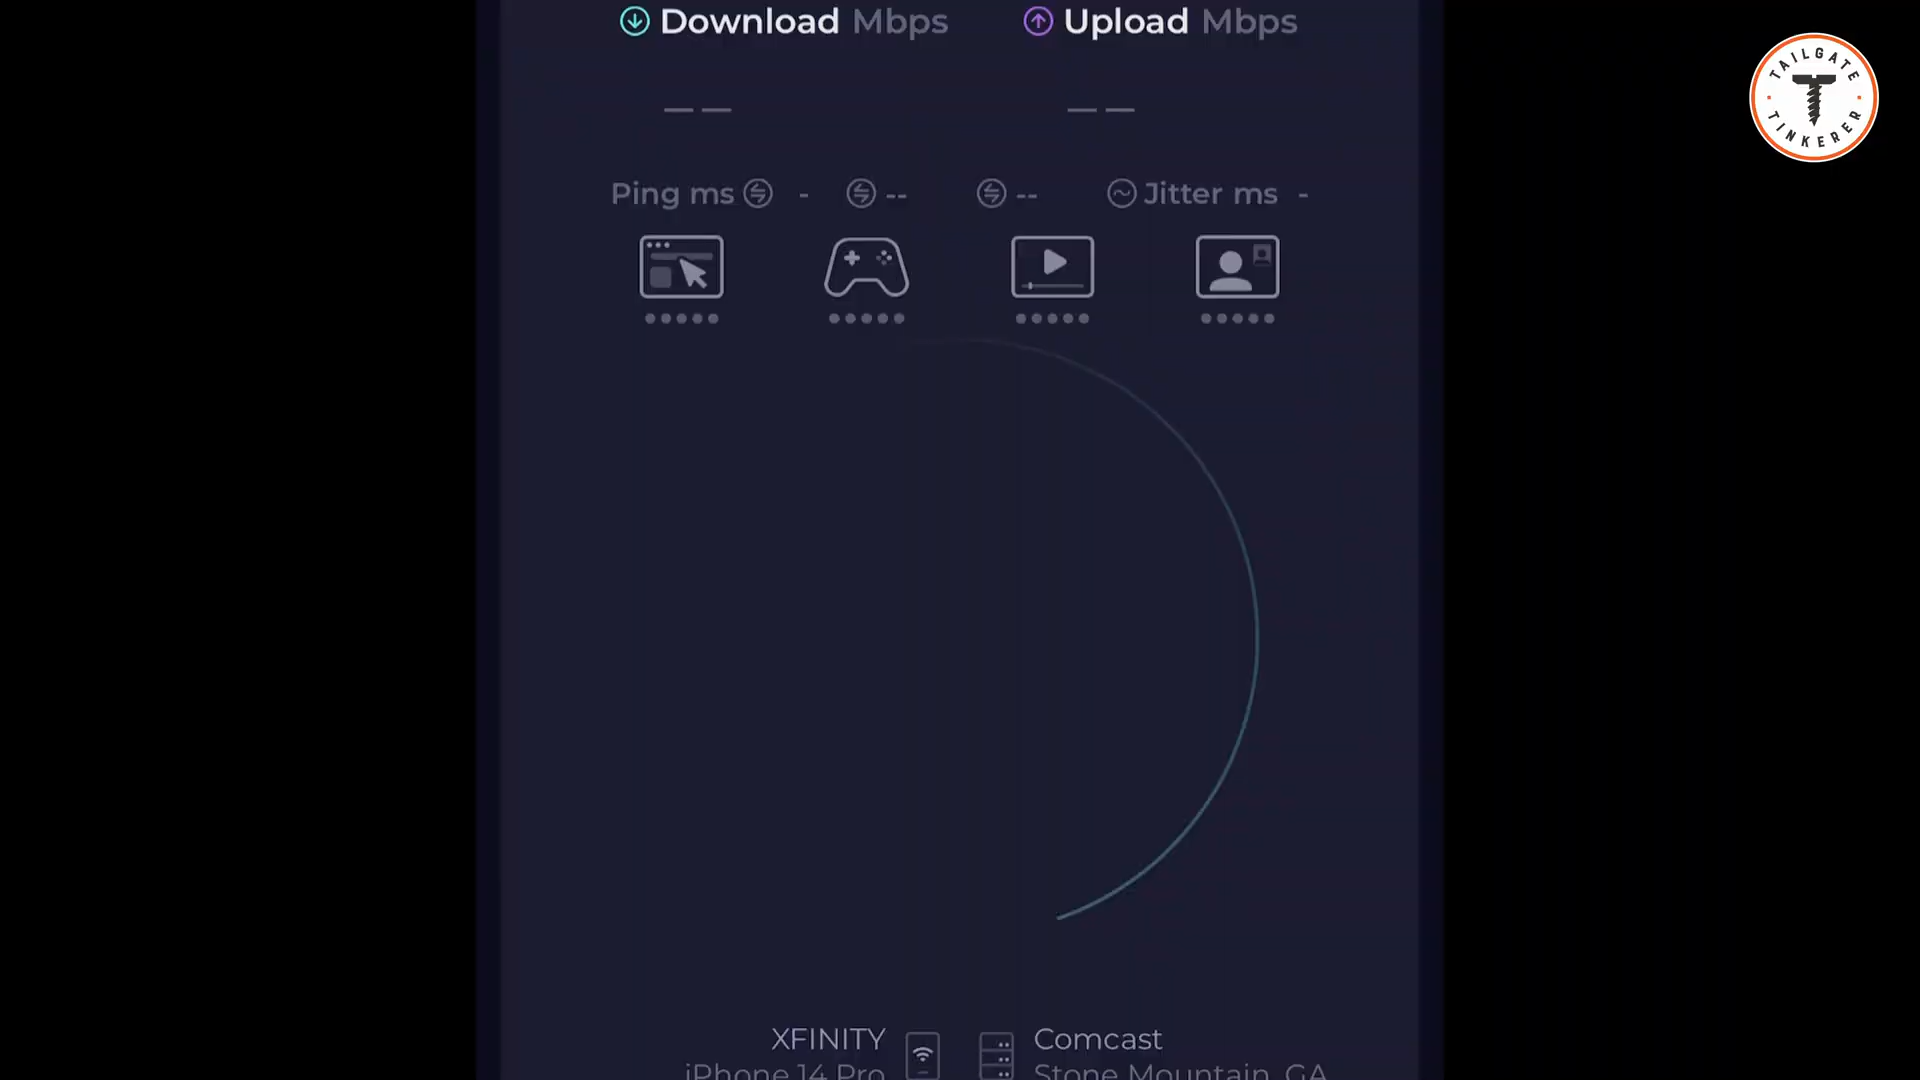 Download Mbps
Upload Mbps
— —
— —
Ping ms -
--
--
Jitter ms -
XFINITY
iPhone 14 Pro
Comcast
Stone Mountain, GA
TAILGATE
TINKERER